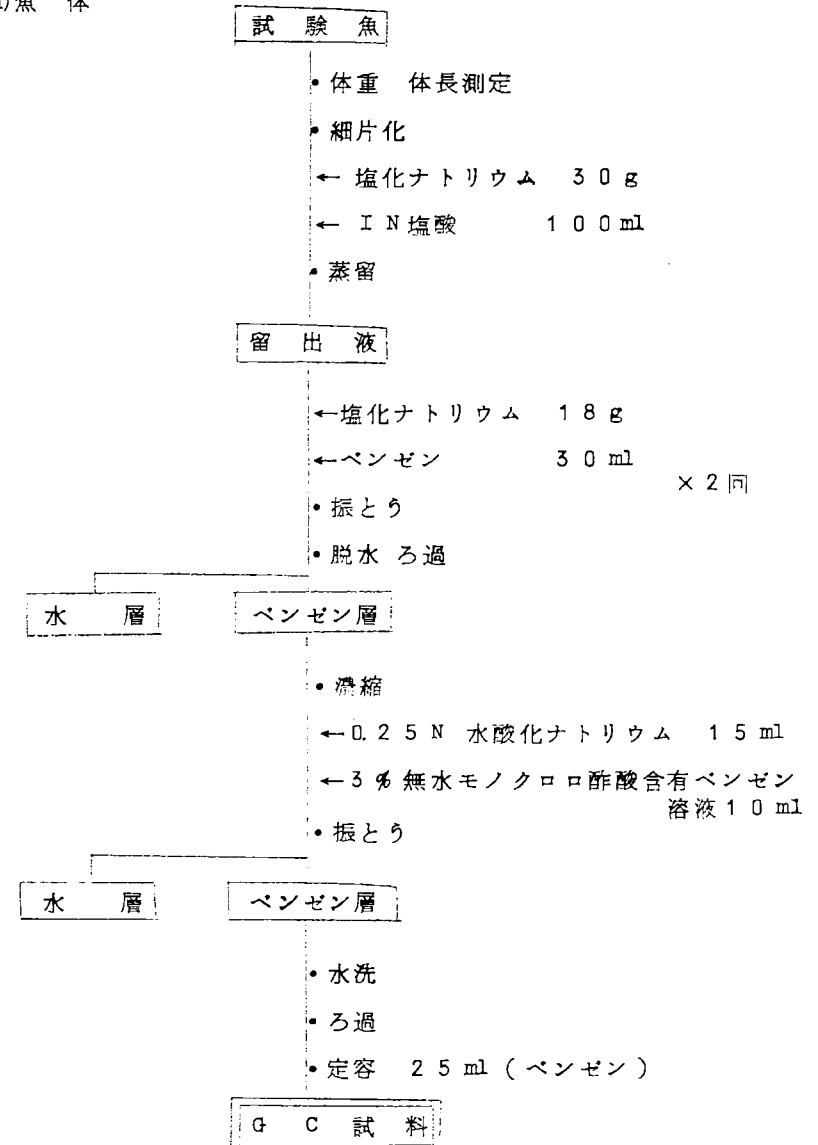 魚 体
試 験 魚
・体重 体長測定
・細片化
← 塩化ナトリウム 30g
← IN塩酸 100ml
・蒸留
留 出 液
←塩化ナトリウム 18g
←ベンゼン 30ml
×2回
・振とう
・脱水 ろ過
水 層 ベンゼン層
・濃縮
←0.25N 水酸化ナトリウム 15ml
←3%無水モノクロロ酢酸含有ベンゼン
溶液10ml
・振とう
水 層 ベンゼン層
・水洗
・ろ過
・定容 25ml(ベンゼン)
G C 試 料